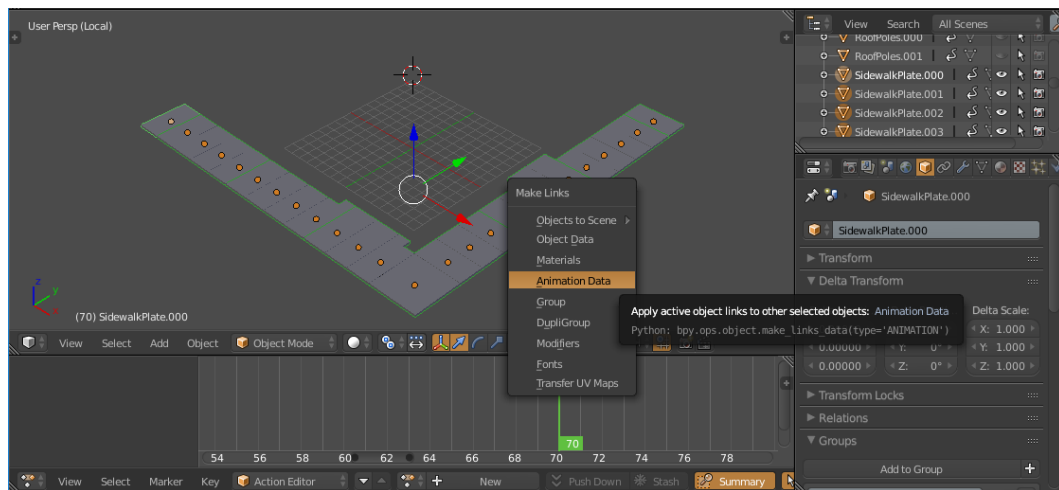 User Persp (Local)
(70) SidewalkPlate.000
z
y
View Select Add Object Object Mode
Make Links
Objects to Scene
Object Data
Materials
Animation Data
Group
DupliGroup
Modifiers
Fonts
Transfer UV Maps
Apply active object links to other selected objects: Animation Data
Python: bpy.ops.object.make_links_data(type='ANIMATION')
70
54 56 58 60 62 64 66 68 70 72 74 76 78
View Select Marker Key Action Editor New Push Down Stash Summary
View Search All Scenes
RoofPoles.000
RoofPoles.001
SidewalkPlate.000
SidewalkPlate.001
SidewalkPlate.002
SidewalkPlate.003
SidewalkPlate.000
SidewalkPlate.000
Transform
Delta Transform
Delta Scale:
X: 1.000
0.00000 Y: 0° Y: 1.000
0.00000 Z: 0° Z: 1.000
Transform Locks
Relations
Groups
Add to Group